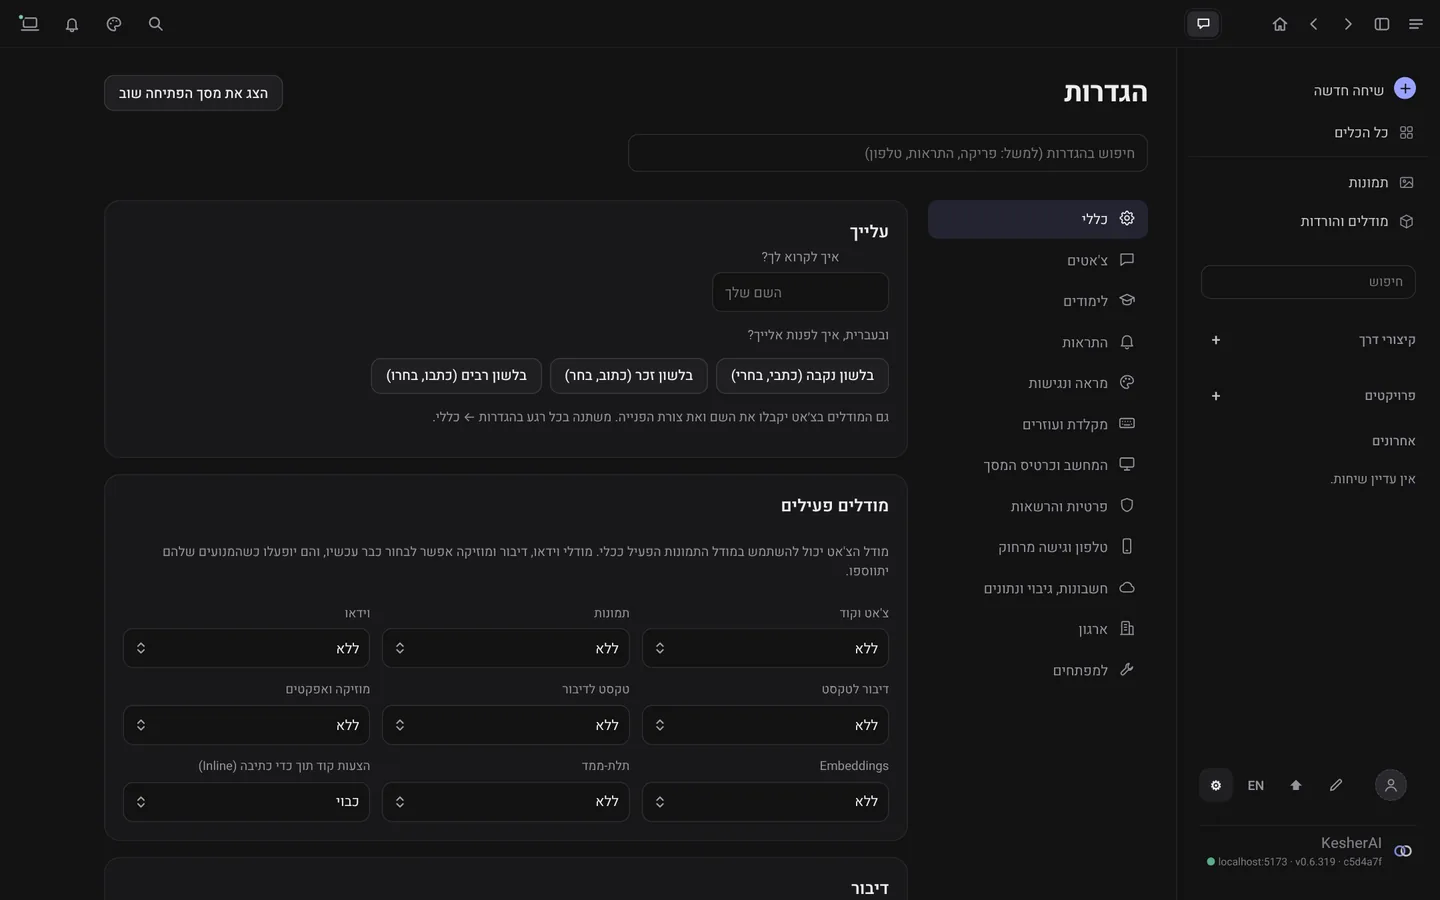 הגדרות
הצג את מסך הפתיחה שוב
חיפוש בהגדרות (למשל: פריקה, התראות, טלפון)
שיחה חדשה
כל הכלים
תמונות
מודלים והורדות
חיפוש
קיצורי דרך
+
פרויקטים
+
אחרונים
אין עדיין שיחות.
EN
KesherAI
localhost:5173 · v0.6.319 · c5d4a7f
כללי
צ'אטים
לימודים
התראות
מראה ונגישות
מקלדת ועוזרים
המחשב וכרטיס המסך
פרטיות והרשאות
טלפון וגישה מרחוק
חשבונות, גיבוי ונתונים
ארגון
למפתחים
עלייך
איך לקרוא לך?
השם שלך
ובעברית, איך לפנות אלייך?
בלשון נקבה (כתבי, בחרי)
בלשון זכר (כתוב, בחר)
בלשון רבים (כתבו, בחרו)
גם המודלים בצ'אט יקבלו את השם ואת צורת הפנייה. משתנה בכל רגע בהגדרות ← כללי.
מודלים פעילים
מודל הצ'אט יכול להשתמש במודל התמונות הפעיל ככלי. מודלי וידאו, דיבור ומוזיקה אפשר לבחור כבר עכשיו, והם יופעלו כשהמנועים שלהם
יתווספו.
צ'אט וקוד
ללא
תמונות
ללא
וידאו
ללא
דיבור לטקסט
ללא
טקסט לדיבור
ללא
מוזיקה ואפקטים
ללא
Embeddings
ללא
תלת-ממד
ללא
הצעות קוד תוך כדי כתיבה (Inline)
כבוי
דיבור